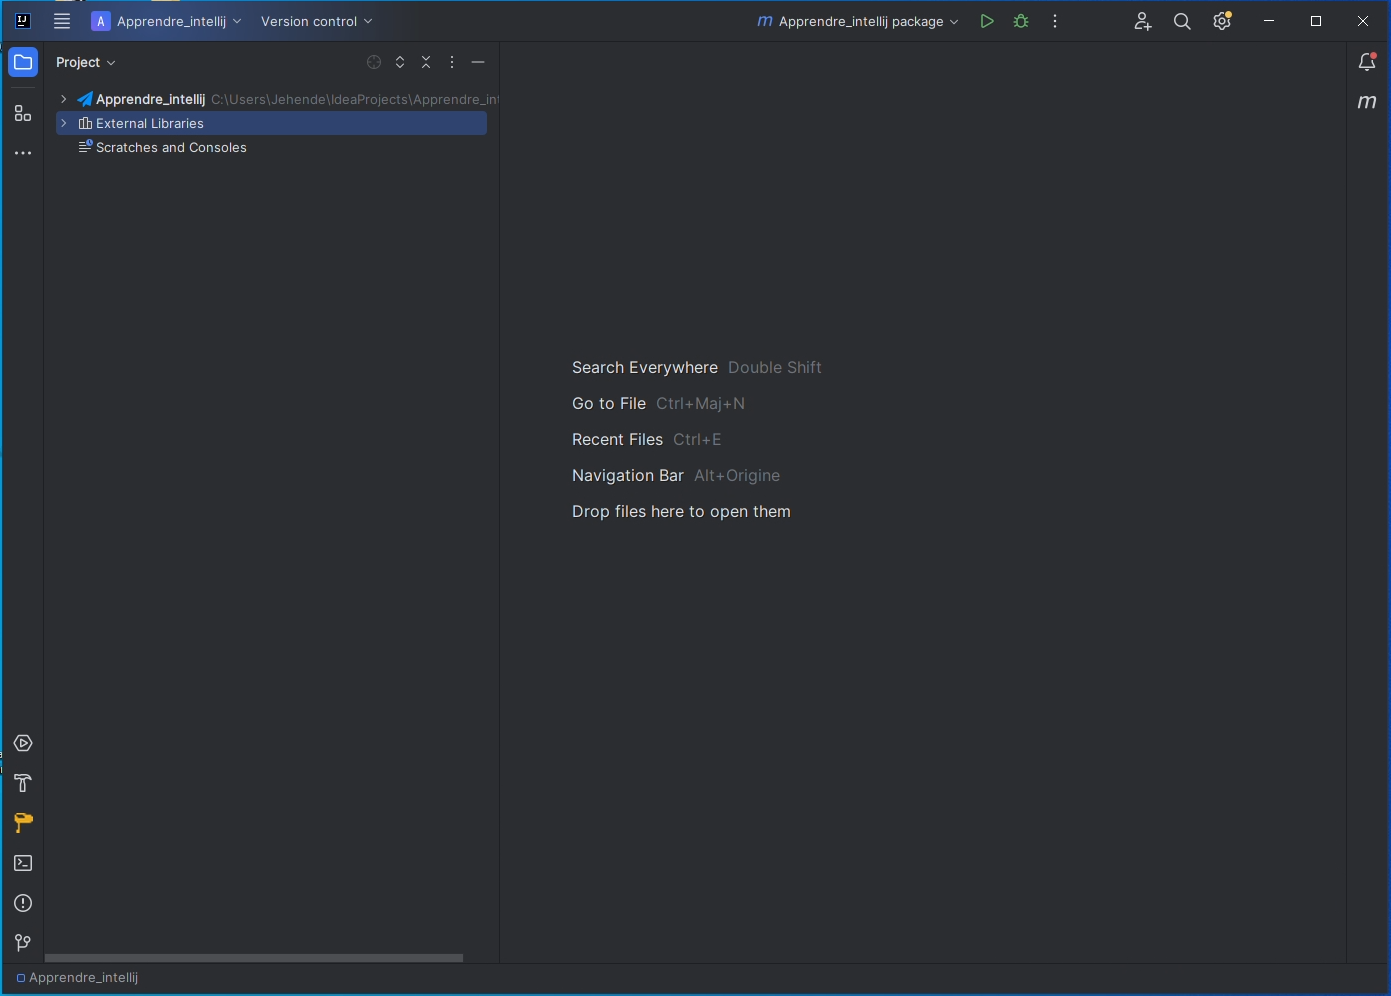 IJ
A Apprendre_intellij
Version control
m Apprendre_intellij package
Project
Apprendre_intellij C:\Users\Jehende\IdeaProjects\Apprendre_int
External Libraries
Scratches and Consoles
m
Search Everywhere Double Shift
Go to File Ctrl+Maj+N
Recent Files Ctrl+E
Navigation Bar Alt+Origine
Drop files here to open them
Apprendre_intellij